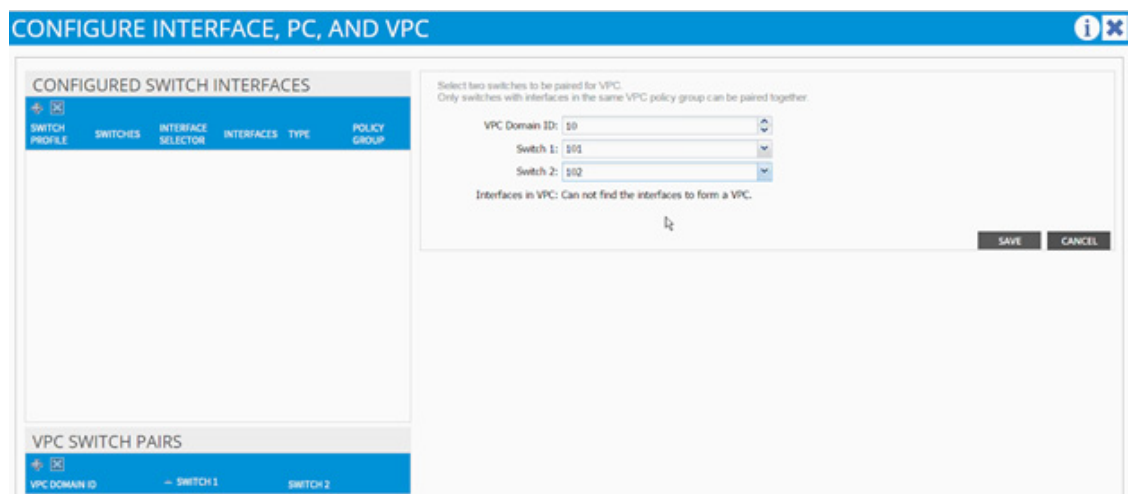 CONFIGURE INTERFACE, PC, AND VPC
CONFIGURED SWITCH INTERFACES
SWITCH PROFILE SWITCHES INTERFACE SELECTOR INTERFACES TYPE POLICY GROUP
Select two switches to be paired for VPC.
Only switches with interfaces in the same VPC policy group can be paired together.
VPC Domain ID: 10
Switch 1: 101
Switch 2: 102
Interfaces in VPC: Can not find the interfaces to form a VPC.
SAVE CANCEL
VPC SWITCH PAIRS
VPC DOMAIN ID SWITCH 1 SWITCH 2